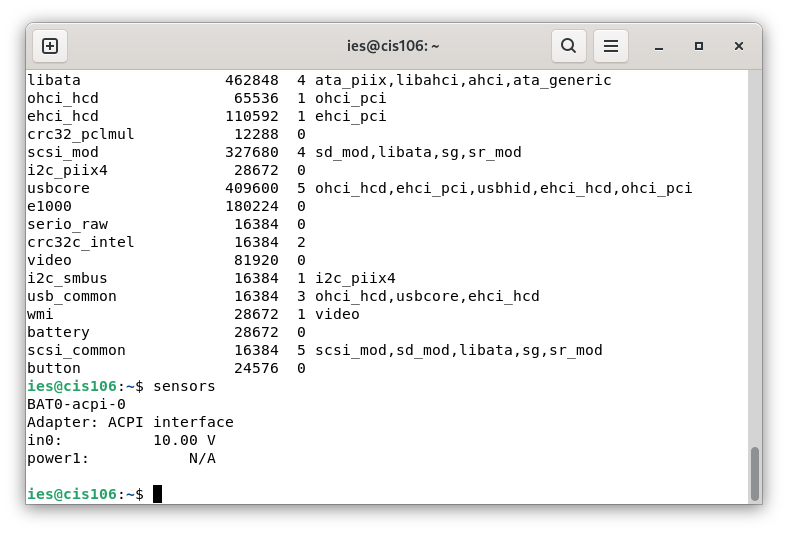 ies@cis106: ~
libata                462848  4 ata_piix,libahci,ahci,ata_generic
ohci_hcd               65536  1 ohci_pci
ehci_hcd              110592  1 ehci_pci
crc32_pclmul           12288  0
scsi_mod              327680  4 sd_mod,libata,sg,sr_mod
i2c_piix4              28672  0
usbcore               409600  5 ohci_hcd,ehci_pci,usbhid,ehci_hcd,ohci_pci
e1000                 180224  0
serio_raw              16384  0
crc32c_intel           16384  2
video                  81920  0
i2c_smbus              16384  1 i2c_piix4
usb_common             16384  3 ohci_hcd,usbcore,ehci_hcd
wmi                    28672  1 video
battery                28672  0
scsi_common            16384  5 scsi_mod,sd_mod,libata,sg,sr_mod
button                 24576  0
ies@cis106:~$ sensors
BAT0-acpi-0
Adapter: ACPI interface
in0:          10.00 V
power1:           N/A
ies@cis106:~$